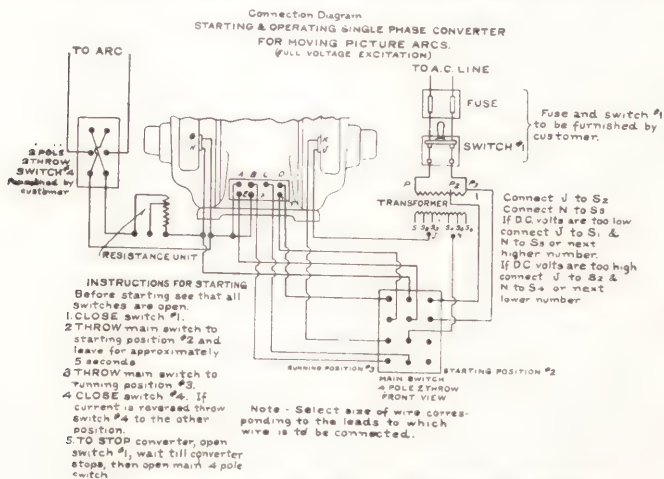 Connection Diagram
STARTING & OPERATING SINGLE PHASE CONVERTER
FOR MOVING PICTURE ARCS.
(FULL VOLTAGE EXCITATION)
TO ARC
TO A.C. LINE
FUSE
SWITCH #1
Fuse and switch #1
to be furnished by
customer.
2 POLE
2 THROW
SWITCH #4
Furnished by
customer
K
K
J
A B C D
E
P P2 P3
TRANSFORMER
J
RESISTANCE UNIT
Connect J to S2
Connect N to S5
If D.C. volts are too low
connect J to S1 &
N to S5 or next
higher number.
If DC volts are too high
connect J to S2 &
N to S4 or next
lower number
INSTRUCTIONS FOR STARTING
Before starting see that all
switches are open.
1. CLOSE switch #1.
2 THROW main switch to
starting position #2 and
leave for approximately
5 seconds
3 THROW main switch to
running position #3.
4 CLOSE switch #4. If
current is reversed throw
switch #4 to the other
position.
5. TO STOP converter, open
switch #1, wait till converter
stops, then open main 4 pole
switch
RUNNING POSITION #3
STARTING POSITION #2
MAIN SWITCH
4 POLE 2 THROW
FRONT VIEW
Note - Select size of wire corres-
ponding to the leads to which
wire is to be connected.